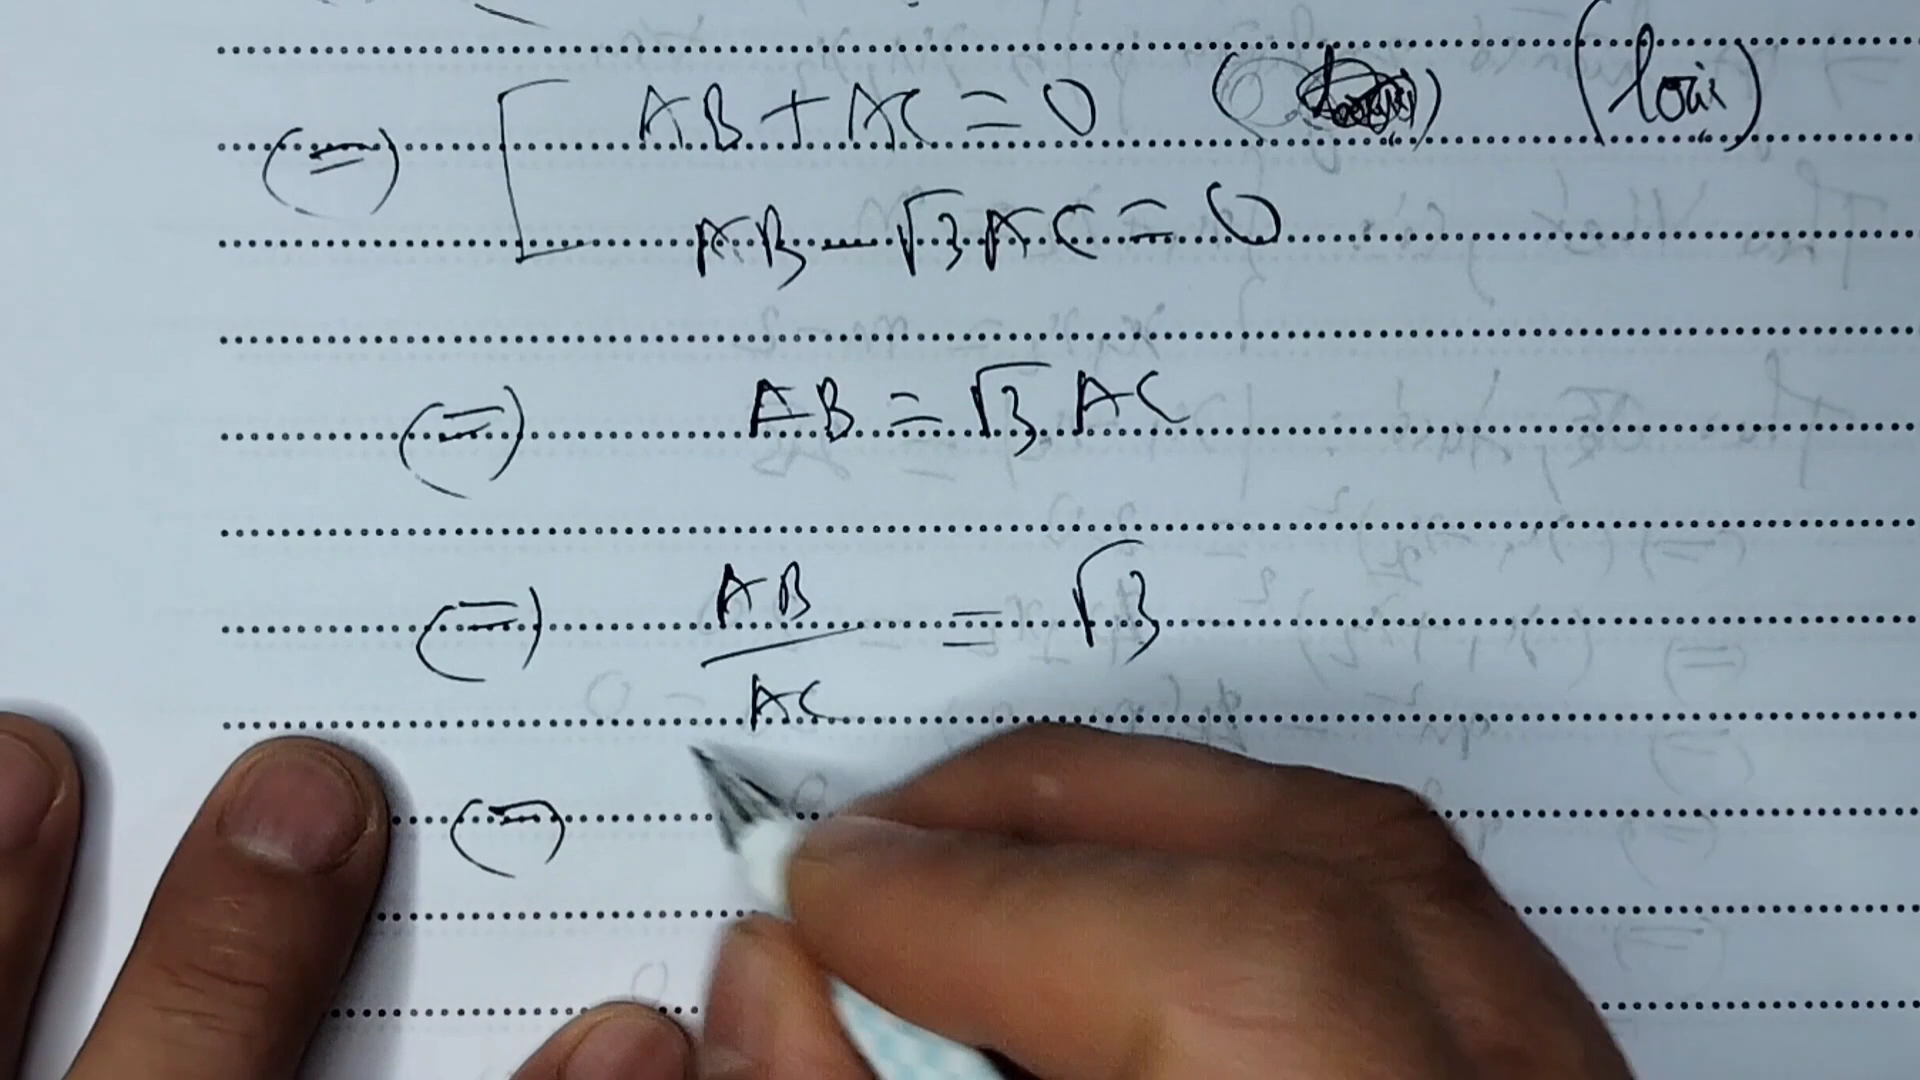 (=) [ AB + AC = 0 (loại)
AB - √3 AC = 0
(=) AB = √3 AC
(=) AB/AC = √3
(=)